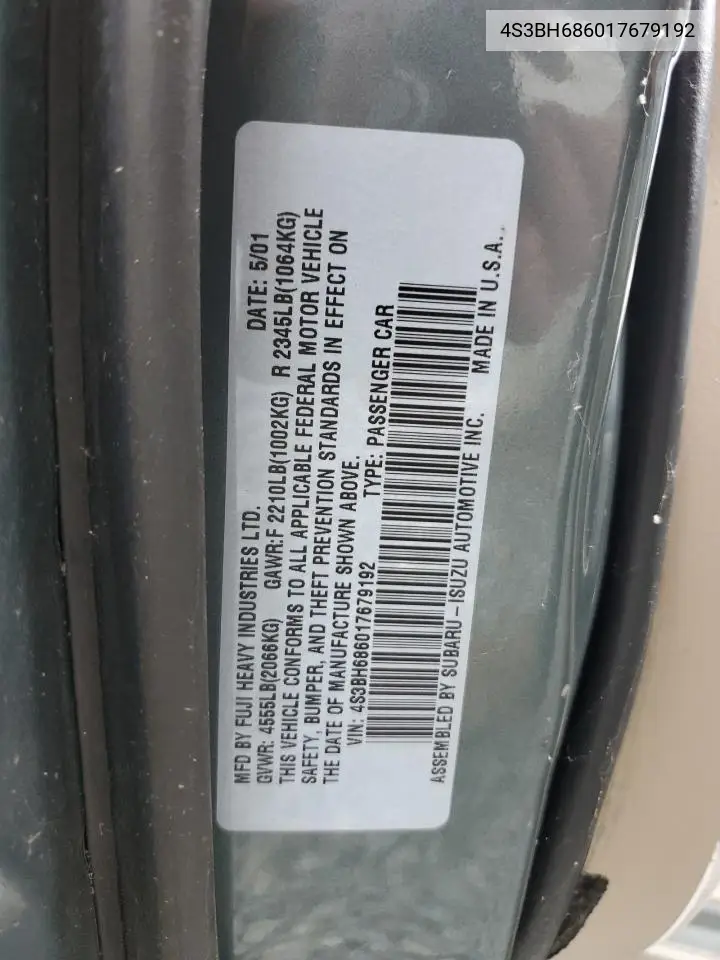 4S3BH686017679192
MFD BY FUJI HEAVY INDUSTRIES LTD. DATE: 5/01
GVWR: 4555LB(2066KG) GAWR:F 2210LB(1002KG) R 2345LB(1064KG)
THIS VEHICLE CONFORMS TO ALL APPLICABLE FEDERAL MOTOR VEHICLE
SAFETY, BUMPER, AND THEFT PREVENTION STANDARDS IN EFFECT ON
THE DATE OF MANUFACTURE SHOWN ABOVE.
VIN: 4S3BH686017679192 TYPE: PASSENGER CAR
ASSEMBLED BY SUBARU-ISUZU AUTOMOTIVE INC. MADE IN U.S.A.